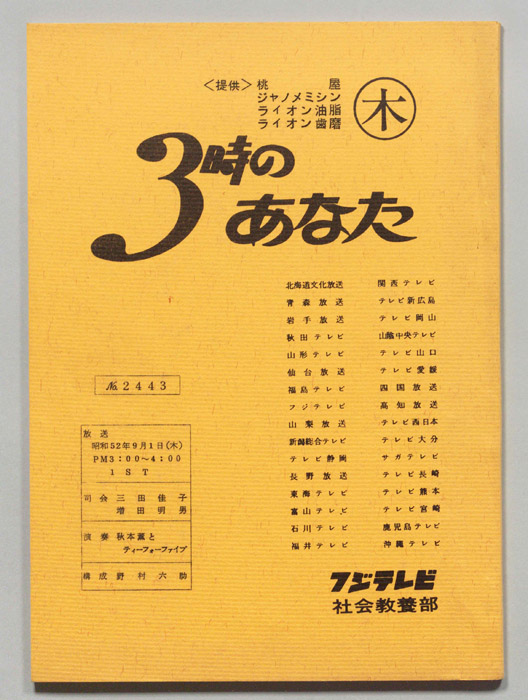 〈提供〉桃屋
ジャノメミシン
ライオン油脂
ライオン歯磨
木
3時の
あなた
北海道文化放送
青森放送
岩手放送
秋田テレビ
山形テレビ
仙台放送
福島テレビ
フジテレビ
山梨放送
新潟総合テレビ
テレビ静岡
長野放送
東海テレビ
富山テレビ
石川テレビ
福井テレビ
関西テレビ
テレビ新広島
テレビ岡山
山陰中央テレビ
テレビ山口
テレビ愛媛
四国放送
高知放送
テレビ西日本
テレビ大分
サガテレビ
テレビ長崎
テレビ熊本
テレビ宮崎
鹿児島テレビ
沖縄テレビ
№2443
放送
昭和52年9月1日(木)
PM3:00～4:00
1ST
司会 三田佳子
増田明男
演奏 秋本薫と
ティーフォーファイブ
構成 野村六助
フジテレビ
社会教養部